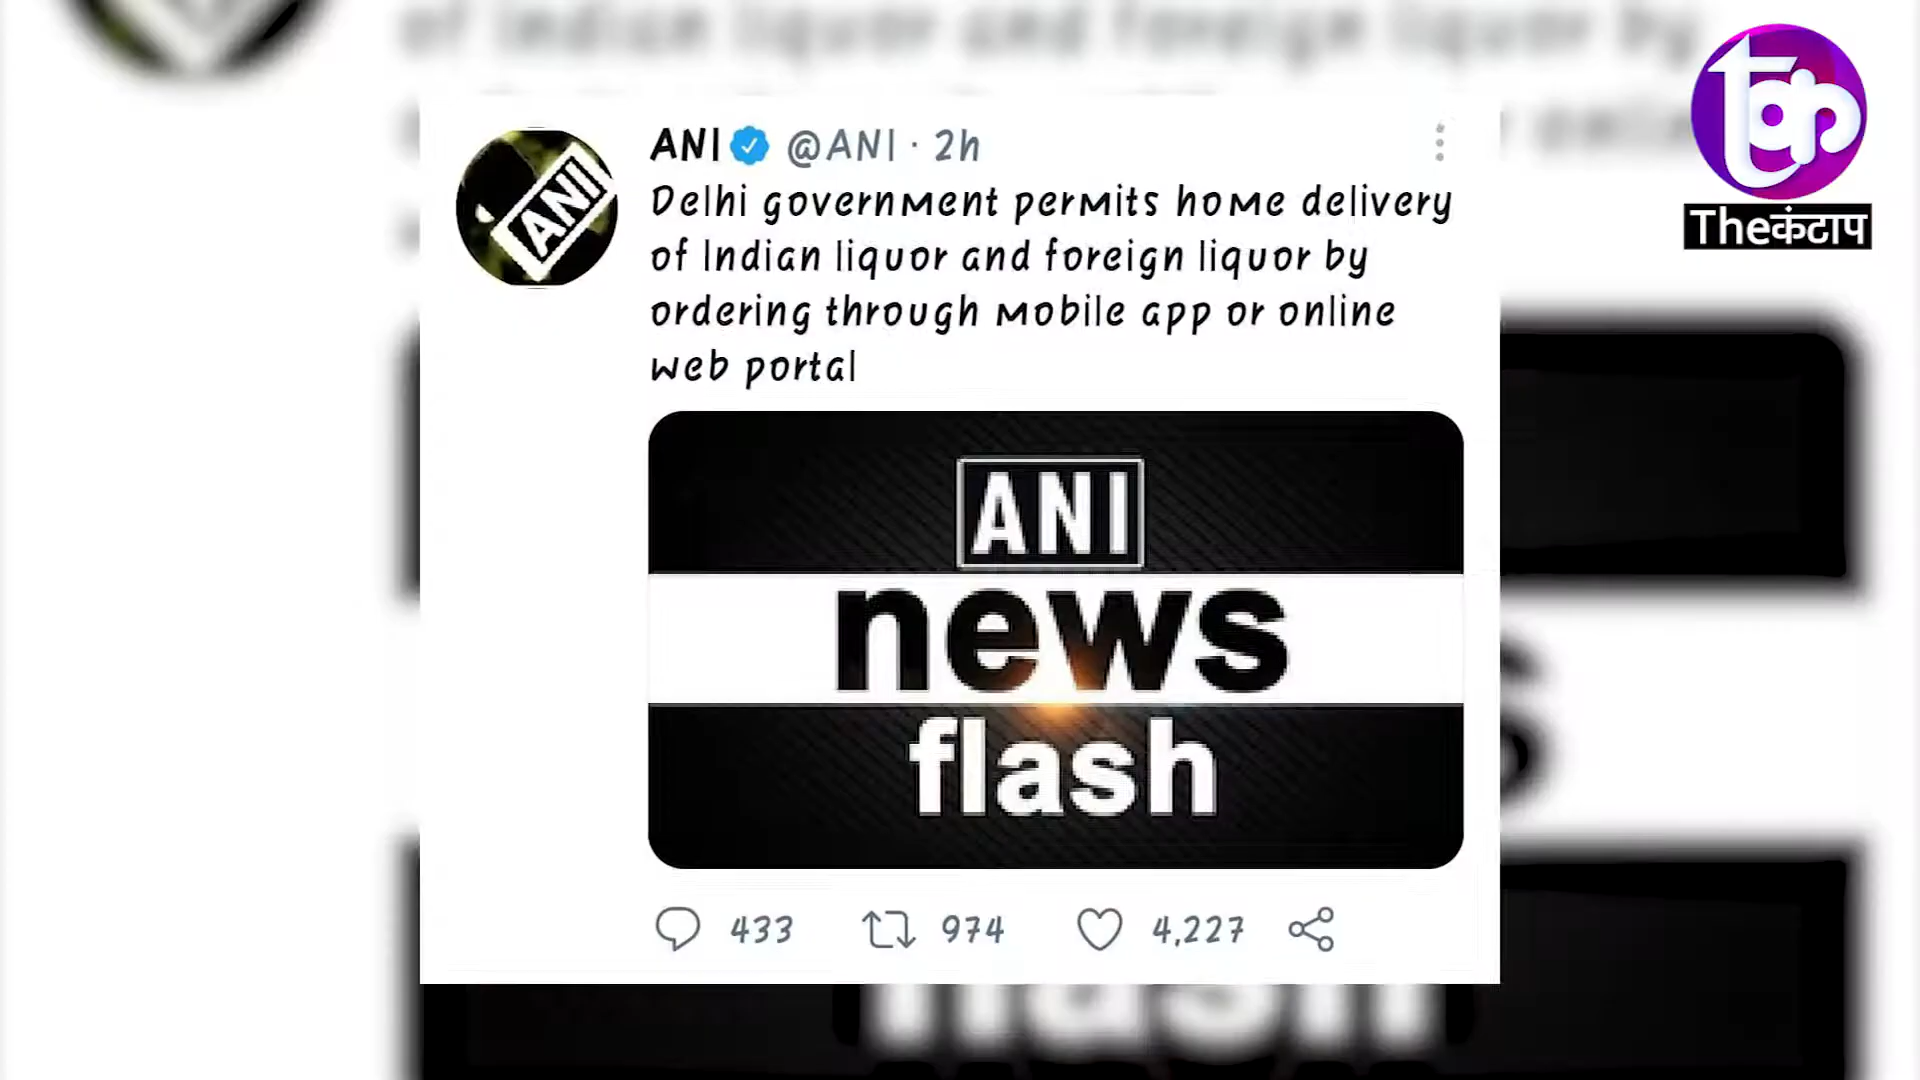 ANI @ANI · 2h
Delhi government permits home delivery
of Indian liquor and foreign liquor by
ordering through mobile app or online
web portal
ANI
ANI
news
flash
433 974 4,227
Theकंटाप